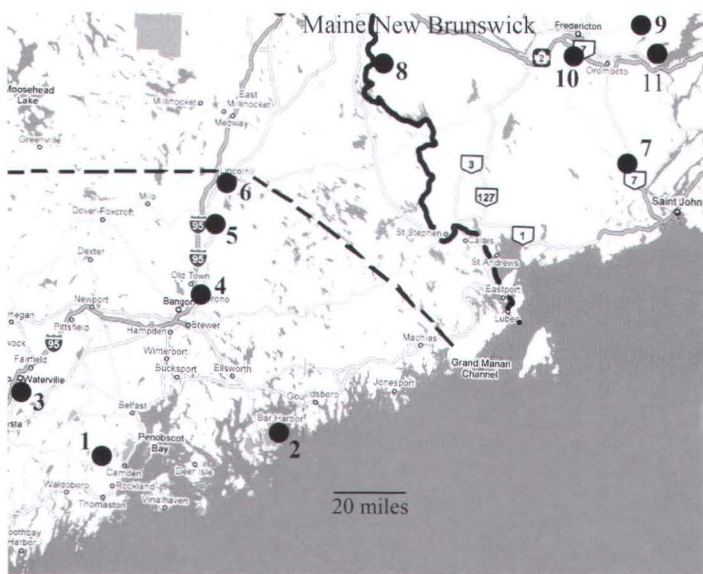 Maine New Brunswick
Fredericton
9
7
2
8
10
Oromocto
11
Moosehead
Lake
Millinocket
East
Millinocket
Medway
Greenville
Lincoln
6
3
7
7
127
Milo
Dover-Foxcroft
Saint John
95
5
St Stephen
Calais
1
Dexter
95
St Andrews
Old Town
4
Orono
Eastport
Newport
Bangor
Lubec
Pittsfield
Hampden
Brewer
95
Machias
Fairfield
Winterport
Grand Manan
Channel
Waterville
Bucksport
Ellsworth
3
Jonesport
Belfast
Bar Harbor
1
Penobscot
Bay
2
Camden
Deer Isle
Waldoboro
Rockland
Thomaston
Vinalhaven
20 miles
Harbor